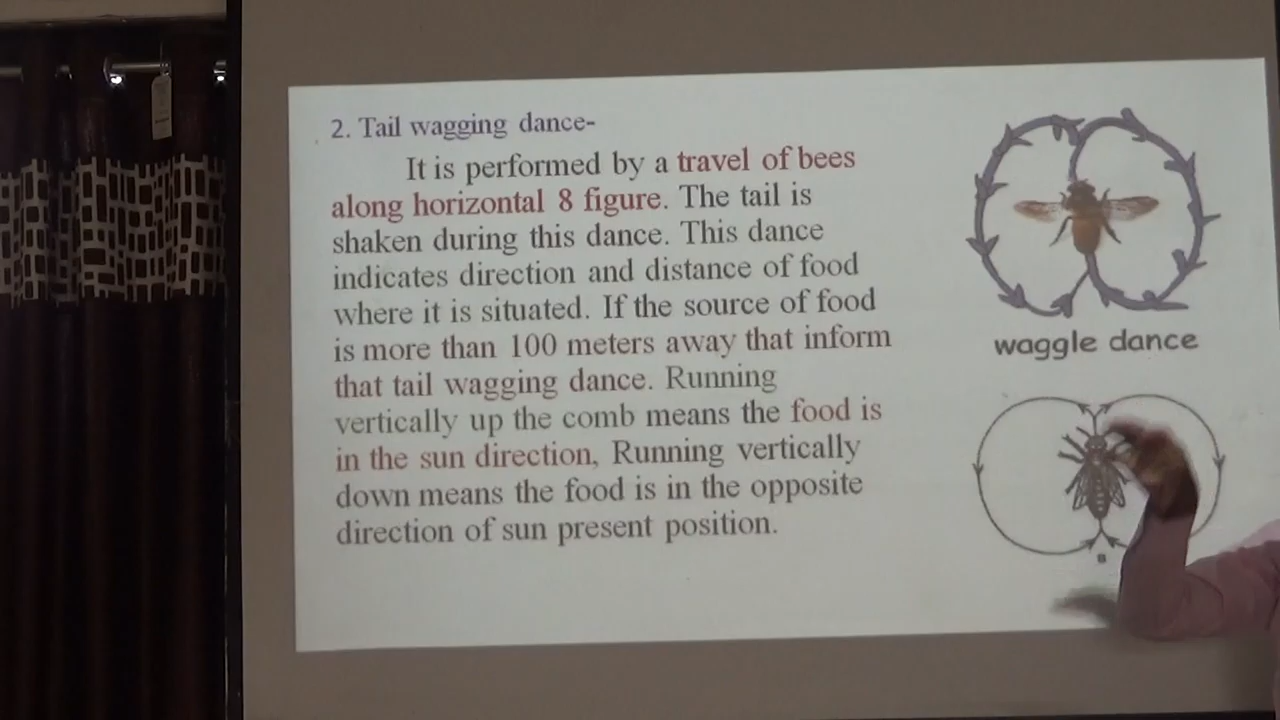 2. Tail wagging dance-
It is performed by a travel of bees
along horizontal 8 figure. The tail is
shaken during this dance. This dance
indicates direction and distance of food
where it is situated. If the source of food
is more than 100 meters away that inform
that tail wagging dance. Running
vertically up the comb means the food is
in the sun direction, Running vertically
down means the food is in the opposite
direction of sun present position.
waggle dance